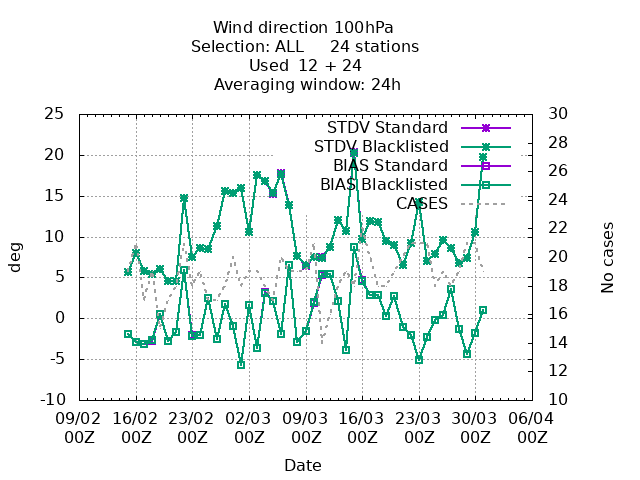 Wind direction 100hPa
Selection: ALL     24 stations
Used  12 + 24
Averaging window: 24h
STDV Standard
STDV Blacklisted
BIAS Standard
BIAS Blacklisted
CASES
25
20
15
10
5
0
-5
-10
deg
30
28
26
24
22
20
18
16
14
12
10
No cases
09/02 16/02 23/02 02/03 09/03 16/03 23/03 30/03 06/04
00Z 00Z 00Z 00Z 00Z 00Z 00Z 00Z 00Z
Date